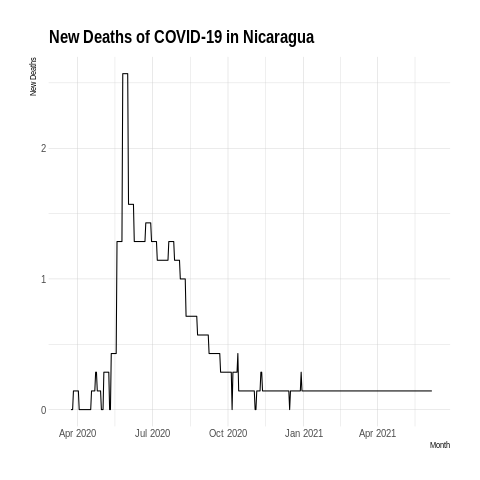 New Deaths of COVID-19 in Nicaragua
New Deaths
2
1
0
Apr 2020 Jul 2020 Oct 2020 Jan 2021 Apr 2021
Month